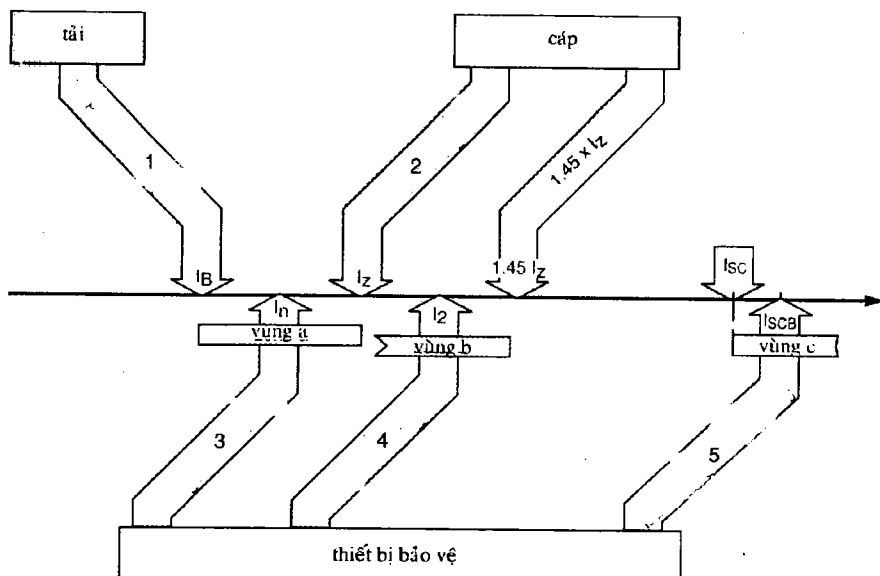 tải
cáp
1
2
1.45 x Iz
IB
Iz
1.45 Iz
ISC
In
I2
ISCB
vùng a
vùng b
vùng c
3
4
5
thiết bị bảo vệ